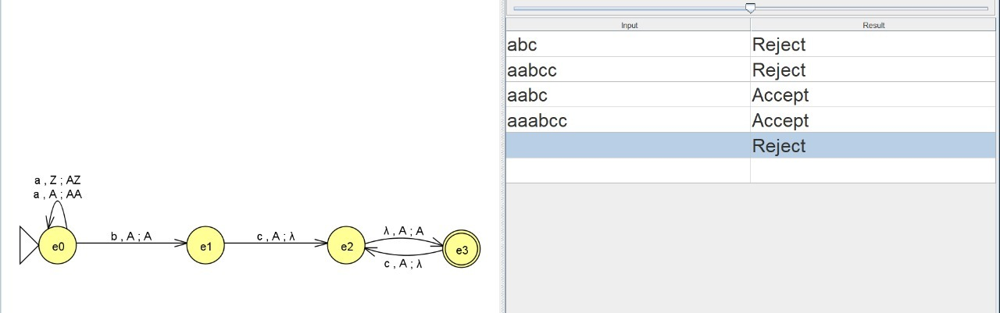 a , Z ; AZ
a , A ; AA
e0
b , A ; A
e1
c , A ; λ
e2
λ , A ; A
c , A ; λ
e3
Input Result
abc Reject
aabcc Reject
aabc Accept
aaabcc Accept
Reject